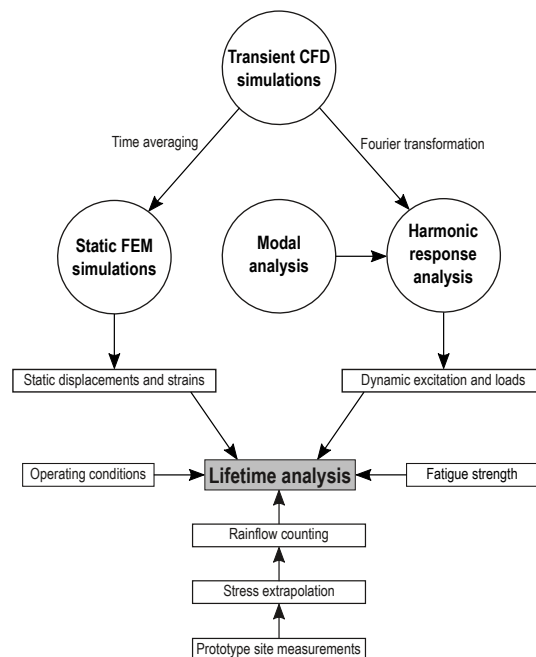 Transient CFD
simulations
Time averaging
Fourier transformation
Static FEM
simulations
Modal
analysis
Harmonic
response
analysis
Static displacements and strains
Dynamic excitation and loads
Operating conditions
Lifetime analysis
Fatigue strength
Rainflow counting
Stress extrapolation
Prototype site measurements